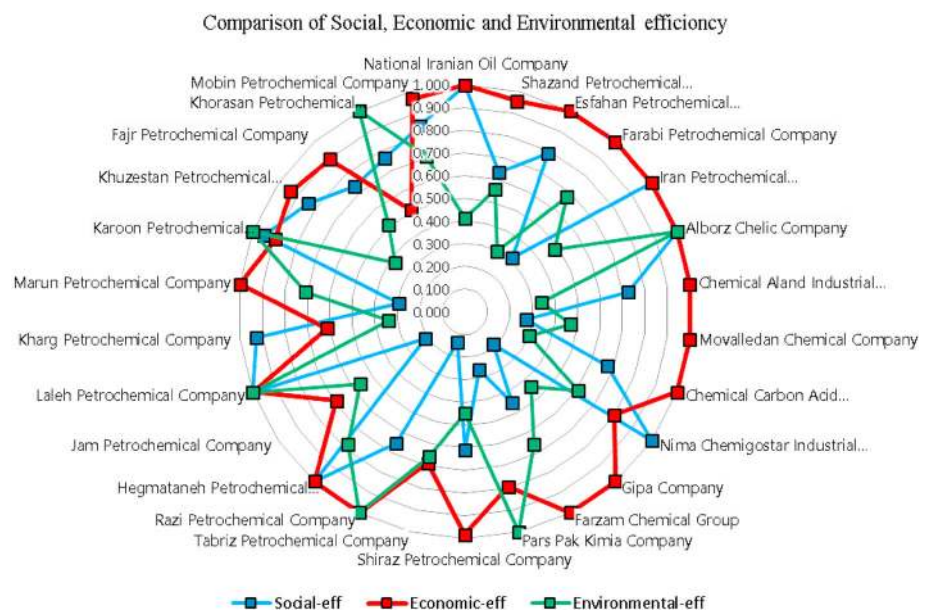 Comparison of Social, Economic and Environmental efficioncy
National Iranian Oil Company
Mobin Petrochemical Company
Shazand Petrochemical...
Khorasan Petrochemical
Esfahan Petrochemical...
Fajr Petrochemical Company
Farabi Petrochemical Company
Khuzestan Petrochemical...
Iran Petrochemical...
Karoon Petrochemical
Alborz Chelic Company
Marun Petrochemical Company
Chemical Aland Industrial...
Kharg Petrochemical Company
Movalledan Chemical Company
Laleh Petrochemical Company
Chemical Carbon Acid...
Jam Petrochemical Company
Nima Chemigostar Industrial...
Hegmataneh Petrochemical...
Gipa Company
Razi Petrochemical Company
Farzam Chemical Group
Tabriz Petrochemical Company
Pars Pak Kimia Company
Shiraz Petrochemical Company
1.000
0.900
0.800
0.700
0.600
0.500
0.400
0.300
0.200
0.100
0.000
Social-eff Economic-eff Environmental-eff